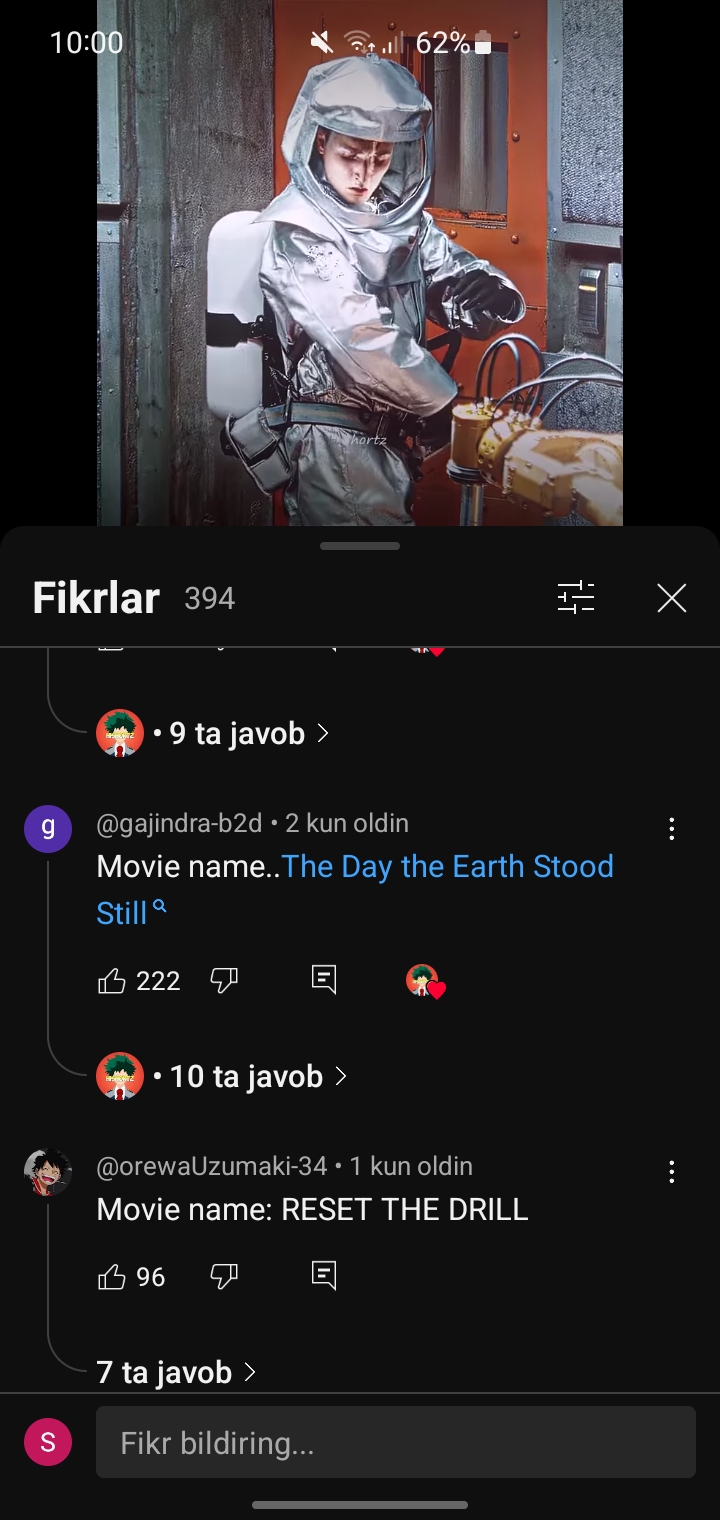 10:00
62%
hortz
Fikrlar 394
• 9 ta javob
g
@gajindra-b2d • 2 kun oldin
Movie name..The Day the Earth Stood
Still
222
• 10 ta javob
@orewaUzumaki-34 • 1 kun oldin
Movie name: RESET THE DRILL
96
7 ta javob
S
Fikr bildiring...